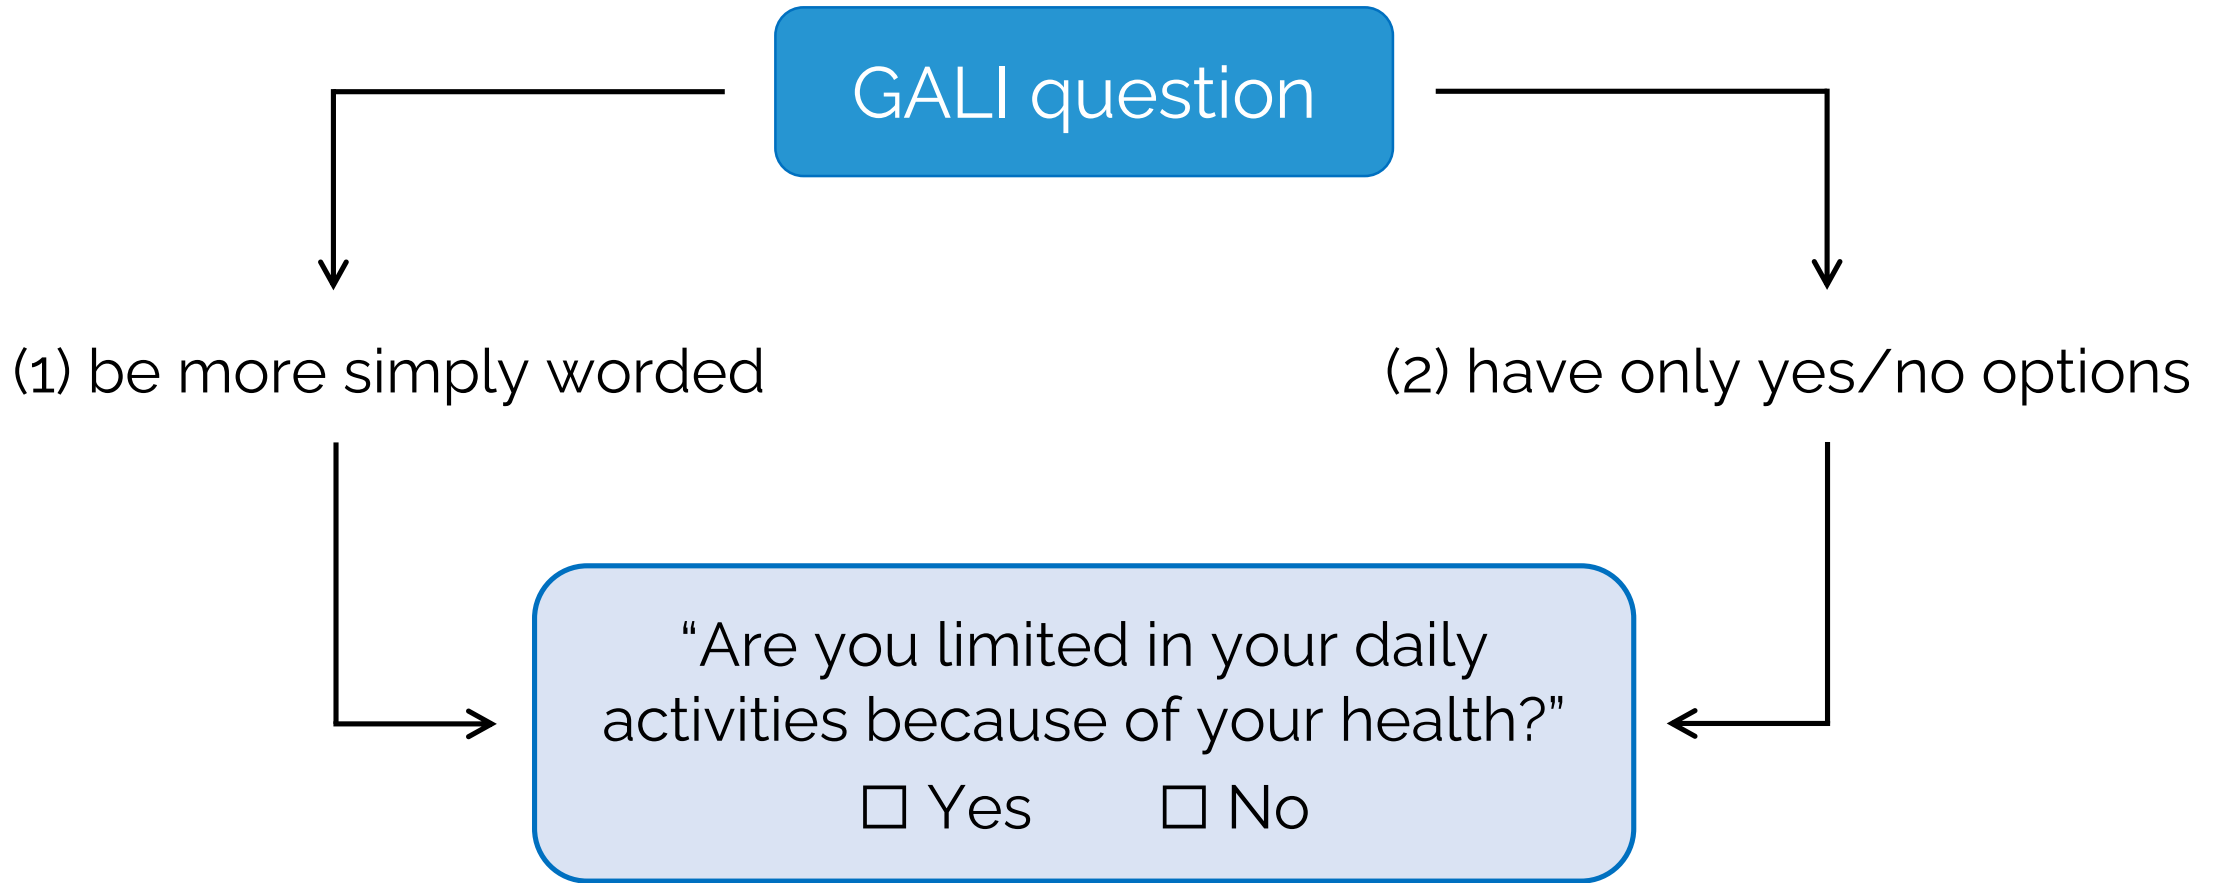 GALI question
(1) be more simply worded
(2) have only yes/no options
“Are you limited in your daily
activities because of your health?”
☐ Yes ☐ No